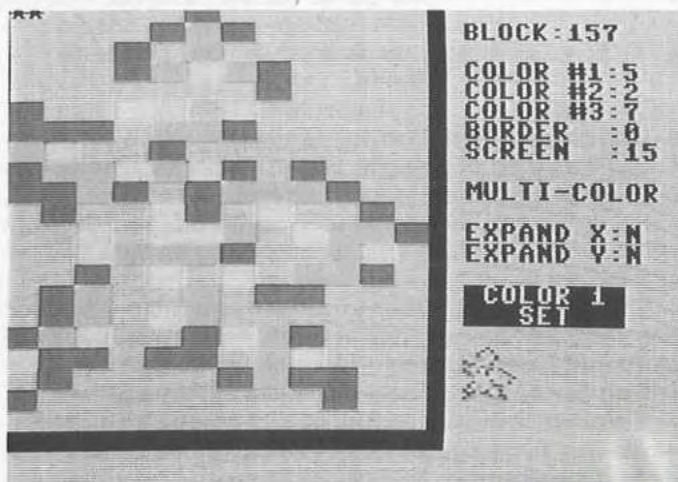 **
BLOCK:157
COLOR #1:5
COLOR #2:2
COLOR #3:7
BORDER :0
SCREEN :15
MULTI-COLOR
EXPAND X:N
EXPAND Y:N
COLOR 1
SET